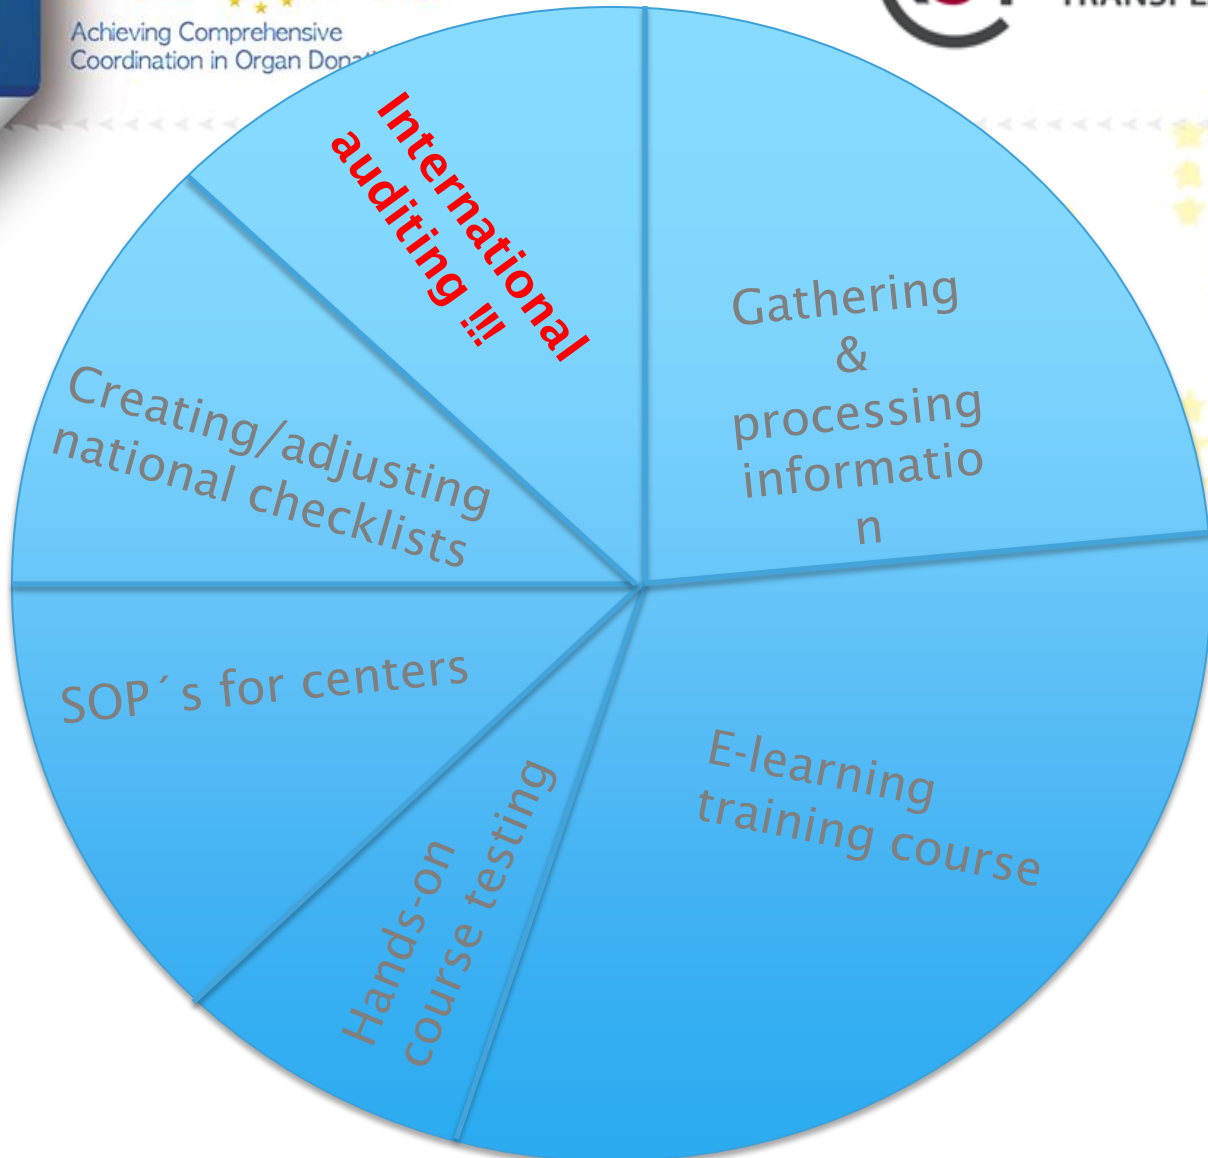 Achieving Comprehensive
Coordination in Organ
International
auditing !!!
Gathering
&
processing
informatio
n
Creating/adjusting
national checklists
SOP´s for centers
E-learning
training course
Hands-on
course testing